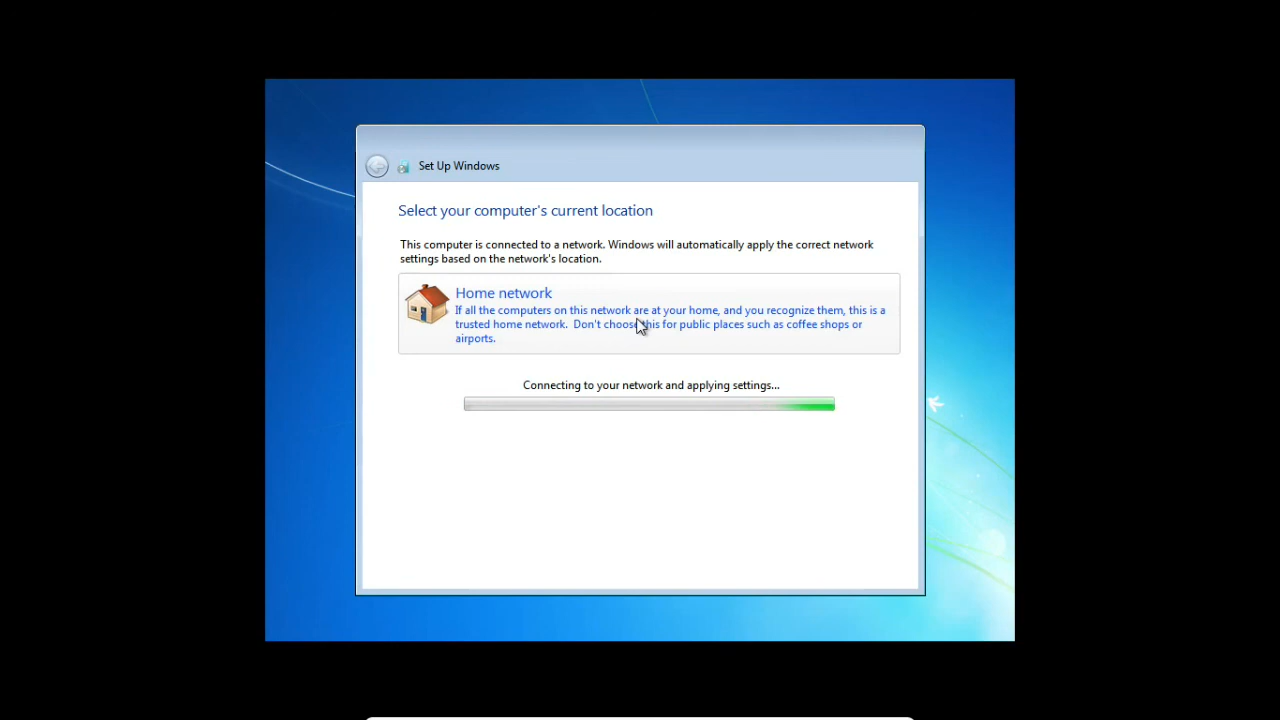 Set Up Windows
Select your computer's current location
This computer is connected to a network. Windows will automatically apply the correct network
settings based on the network's location.
Home network
If all the computers on this network are at your home, and you recognize them, this is a
trusted home network.  Don't choose this for public places such as coffee shops or
airports.
Connecting to your network and applying settings...